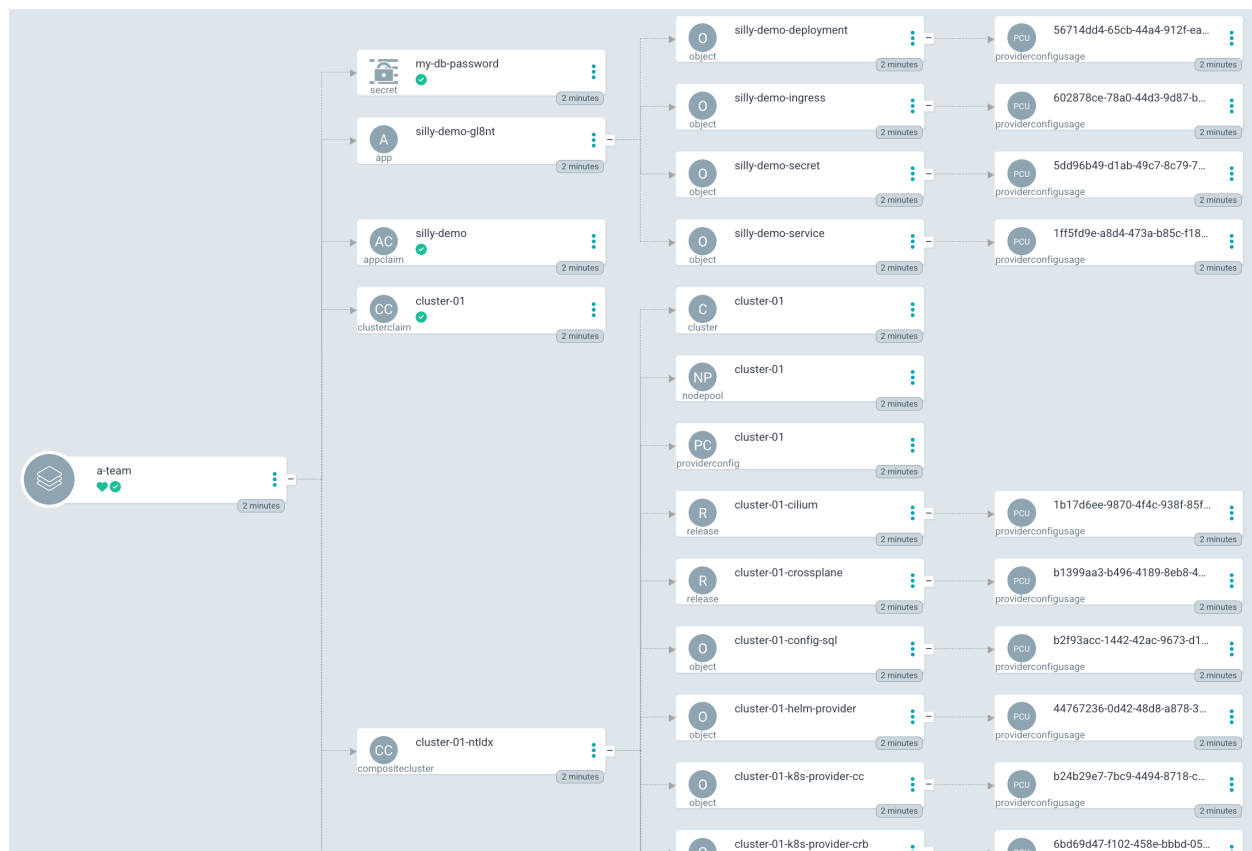 silly-demo-deployment
O
object
2 minutes
56714dd4-65cb-44a4-912f-ea...
PCU
providerconfigusage
2 minutes
my-db-password
secret
2 minutes
silly-demo-ingress
O
object
2 minutes
602878ce-78a0-44d3-9d87-b...
PCU
providerconfigusage
2 minutes
silly-demo-gl8nt
A
app
2 minutes
silly-demo-secret
O
object
2 minutes
5dd96b49-d1ab-49c7-8c79-7...
PCU
providerconfigusage
2 minutes
silly-demo
AC
appclaim
2 minutes
silly-demo-service
O
object
2 minutes
1ff5fd9e-a8d4-473a-b85c-f18...
PCU
providerconfigusage
2 minutes
cluster-01
CC
clusterclaim
2 minutes
cluster-01
C
cluster
2 minutes
cluster-01
NP
nodepool
2 minutes
cluster-01
PC
providerconfig
2 minutes
a-team
2 minutes
cluster-01-cilium
R
release
2 minutes
1b17d6ee-9870-4f4c-938f-85f...
PCU
providerconfigusage
2 minutes
cluster-01-crossplane
R
release
2 minutes
b1399aa3-b496-4189-8eb8-4...
PCU
providerconfigusage
2 minutes
cluster-01-config-sql
O
object
2 minutes
b2f93acc-1442-42ac-9673-d1...
PCU
providerconfigusage
2 minutes
cluster-01-helm-provider
O
object
2 minutes
44767236-0d42-48d8-a878-3...
PCU
providerconfigusage
2 minutes
cluster-01-ntldx
CC
compositecluster
2 minutes
cluster-01-k8s-provider-cc
O
object
2 minutes
b24b29e7-7bc9-4494-8718-c...
PCU
providerconfigusage
2 minutes
cluster-01-k8s-provider-crb
6bd69d47-f102-458e-bbbd-05...